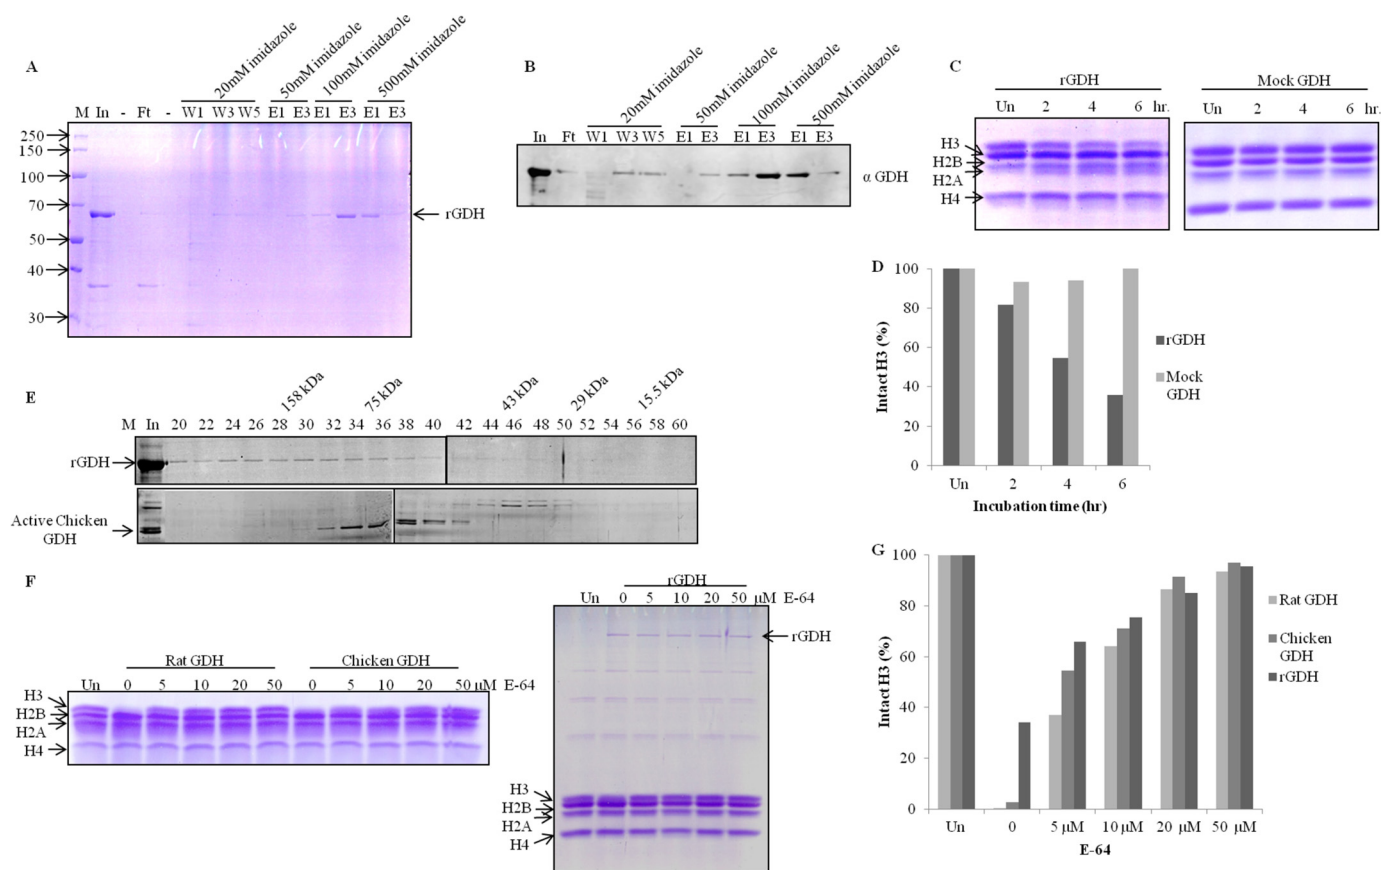 A
20mM imidazole
50mM imidazole
100mM imidazole
500mM imidazole
M In - Ft - W1 W3 W5 E1 E3 E1 E3 E1 E3
250
150
100
70
50
40
30
rGDH
B
20mM imidazole
50mM imidazole
100mM imidazole
500mM imidazole
In Ft W1 W3 W5 E1 E3 E1 E3 E1 E3
α GDH
C
rGDH
Un 2 4 6 hr.
Mock GDH
Un 2 4 6 hr.
H3
H2B
H2A
H4
D
100
80
60
40
20
0
Intact H3 (%)
Un 2 4 6
Incubation time (hr)
rGDH
Mock
GDH
E
158 kDa
75 kDa
43 kDa
29 kDa
15.5 kDa
M In 20 22 24 26 28 30 32 34 36 38 40 42 44 46 48 50 52 54 56 58 60
rGDH
Active Chicken
GDH
F
Rat GDH
Chicken GDH
Un 0 5 10 20 50 0 5 10 20 50 µM E-64
H3
H2B
H2A
H4
rGDH
Un 0 5 10 20 50 µM E-64
rGDH
H3
H2B
H2A
H4
G
100
80
60
40
20
0
Intact H3 (%)
Un 0 5 µM 10 µM 20 µM 50 µM
E-64
Rat GDH
Chicken
GDH
rGDH